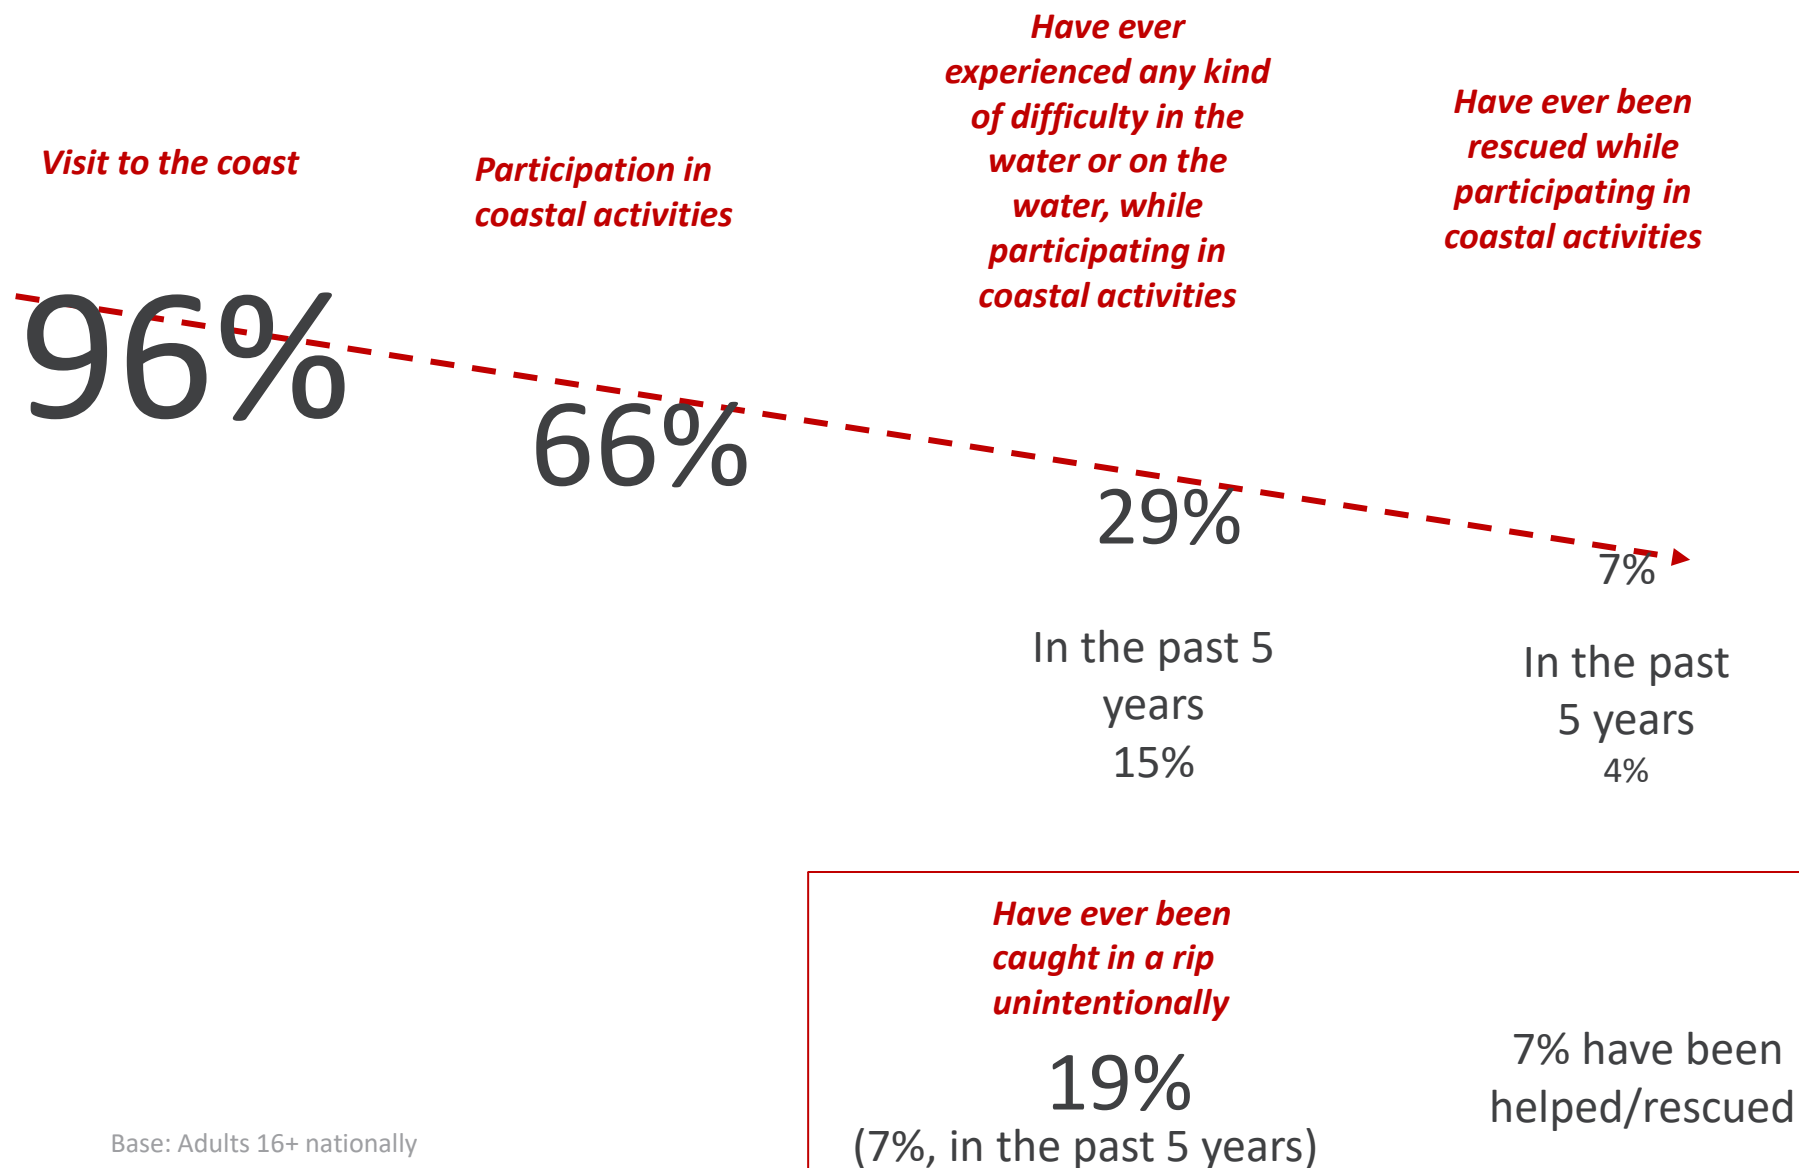 Visit to the coast
96%
Participation in
coastal activities
66%
Have ever
experienced any kind
of difficulty in the
water or on the
water, while
participating in
coastal activities
29%
In the past 5
years
15%
Have ever been
rescued while
participating in
coastal activities
7%
In the past
5 years
4%
Have ever been
caught in a rip
unintentionally
19%
(7%, in the past 5 years)
7% have been
helped/rescued
Base: Adults 16+ nationally